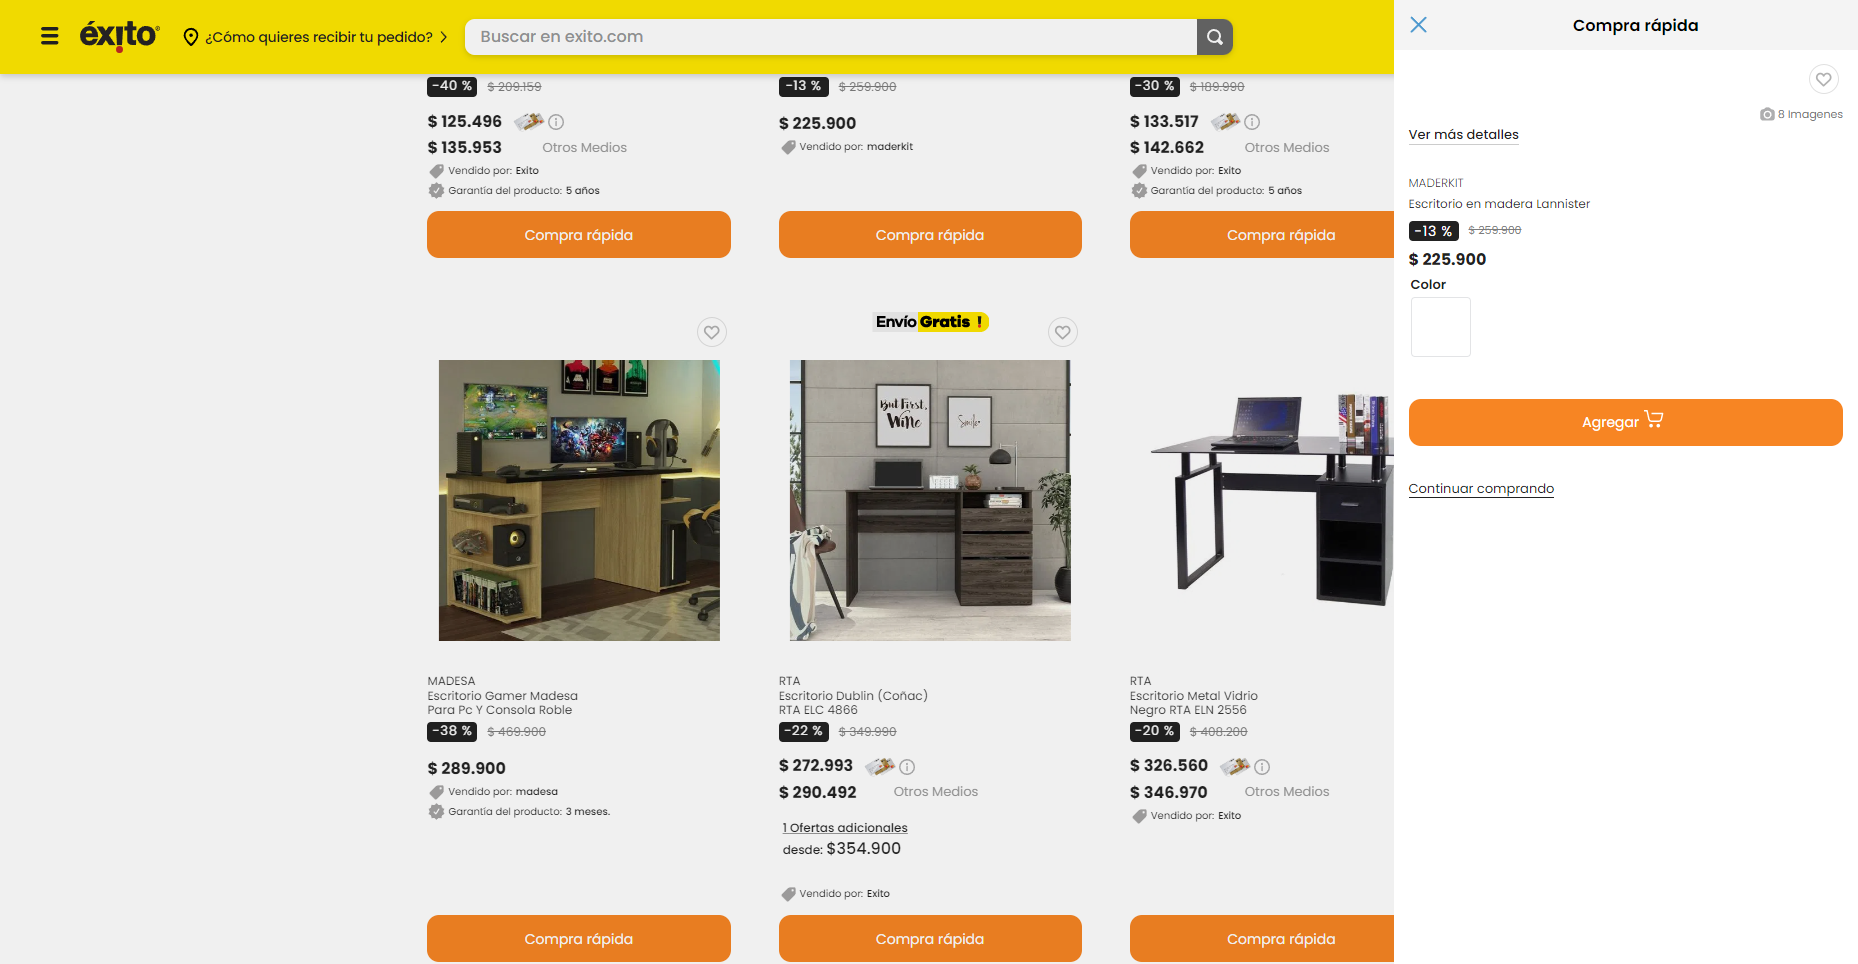 éxito
¿Cómo quieres recibir tu pedido?
Buscar en exito.com
-40 % $ 209.159
$ 125.496
$ 135.953 Otros Medios
Vendido por: Exito
Garantía del producto: 5 años
Compra rápida
-13 % $ 259.900
$ 225.900
Vendido por: maderkit
Compra rápida
-30 % $ 189.990
$ 133.517
$ 142.662 Otros Medios
Vendido por: Exito
Garantía del producto: 5 años
Compra rápida
MADESA
Escritorio Gamer Madesa
Para Pc Y Consola Roble
-38 % $ 469.900
$ 289.900
Vendido por: madesa
Garantía del producto: 3 meses.
Compra rápida
Envío Gratis !
But First,
Wine
Smile
RTA
Escritorio Dublin (Coñac)
RTA ELC 4866
-22 % $ 349.990
$ 272.993
$ 290.492 Otros Medios
1 Ofertas adicionales
desde: $354.900
Vendido por: Exito
Compra rápida
RTA
Escritorio Metal Vidrio
Negro RTA ELN 2556
-20 % $ 408.200
$ 326.560
$ 346.970 Otros Medios
Vendido por: Exito
Compra rápida
Compra rápida
8 Imagenes
Ver más detalles
MADERKIT
Escritorio en madera Lannister
-13 % $ 259.900
$ 225.900
Color
Agregar
Continuar comprando